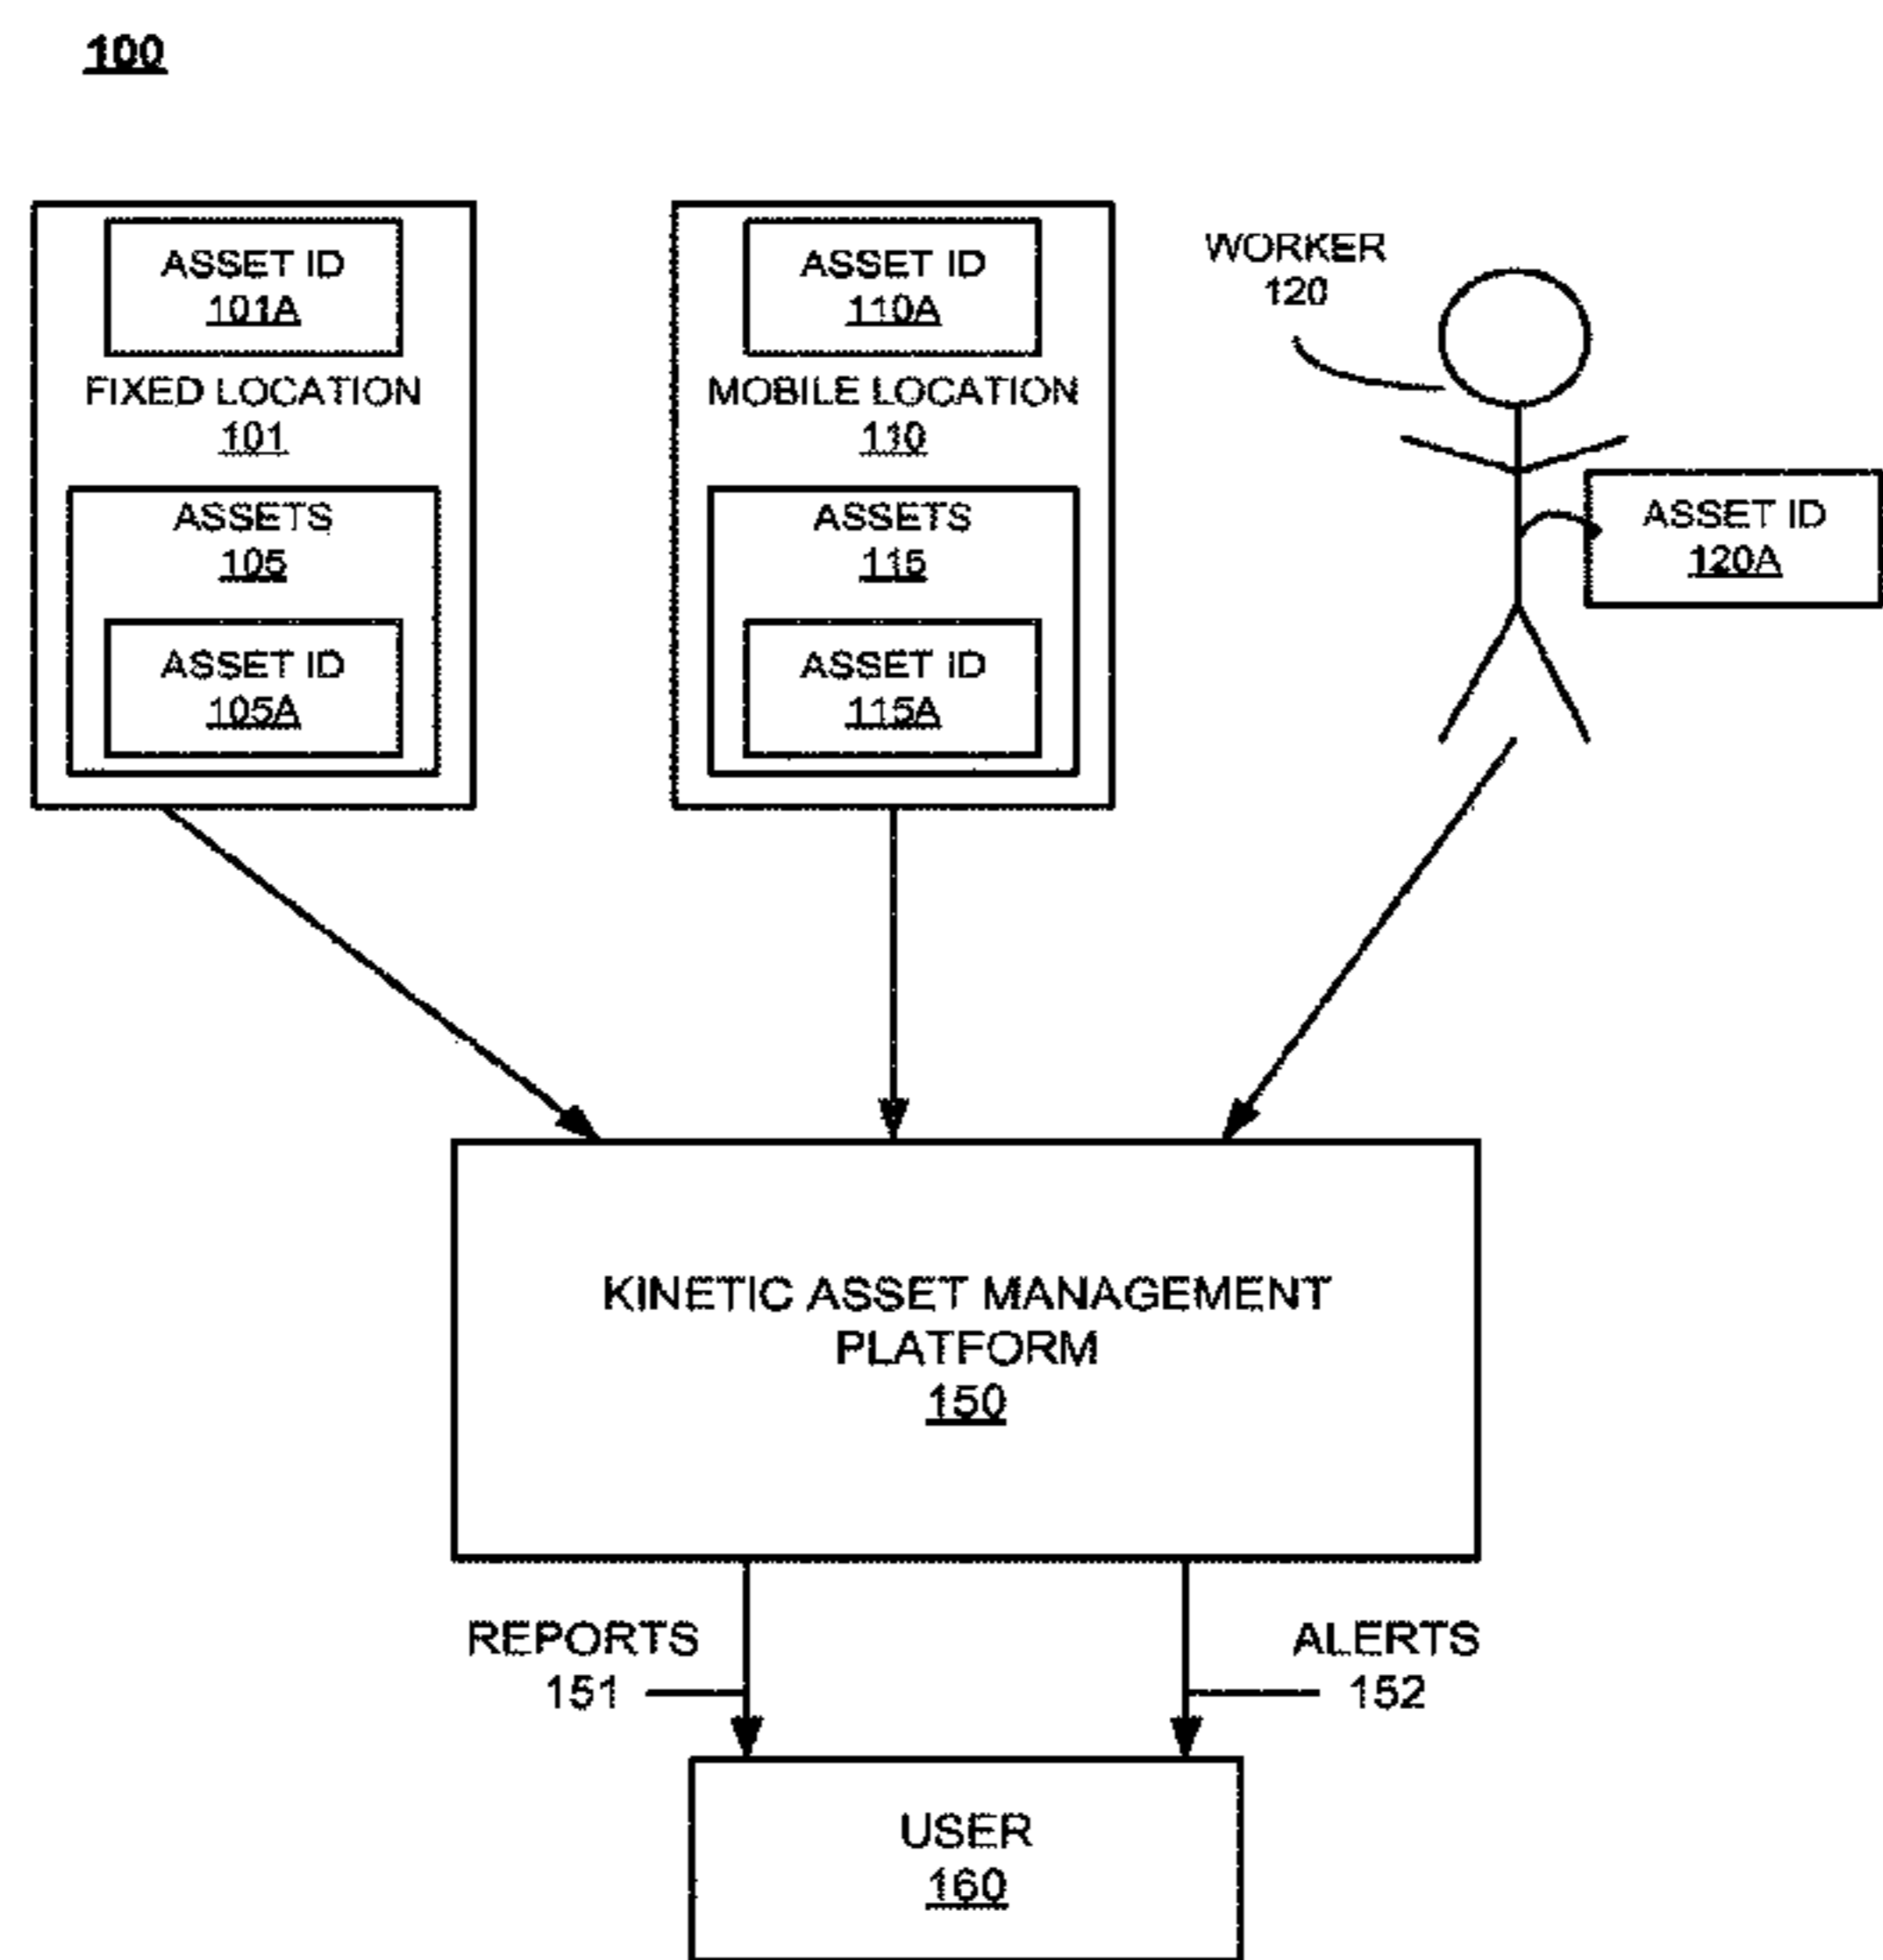 100
ASSET ID
101A
FIXED LOCATION
101
ASSETS
105
ASSET ID
105A
ASSET ID
110A
MOBILE LOCATION
110
ASSETS
115
ASSET ID
115A
WORKER
120
ASSET ID
120A
KINETIC ASSET MANAGEMENT
PLATFORM
150
REPORTS
151
ALERTS
152
USER
160